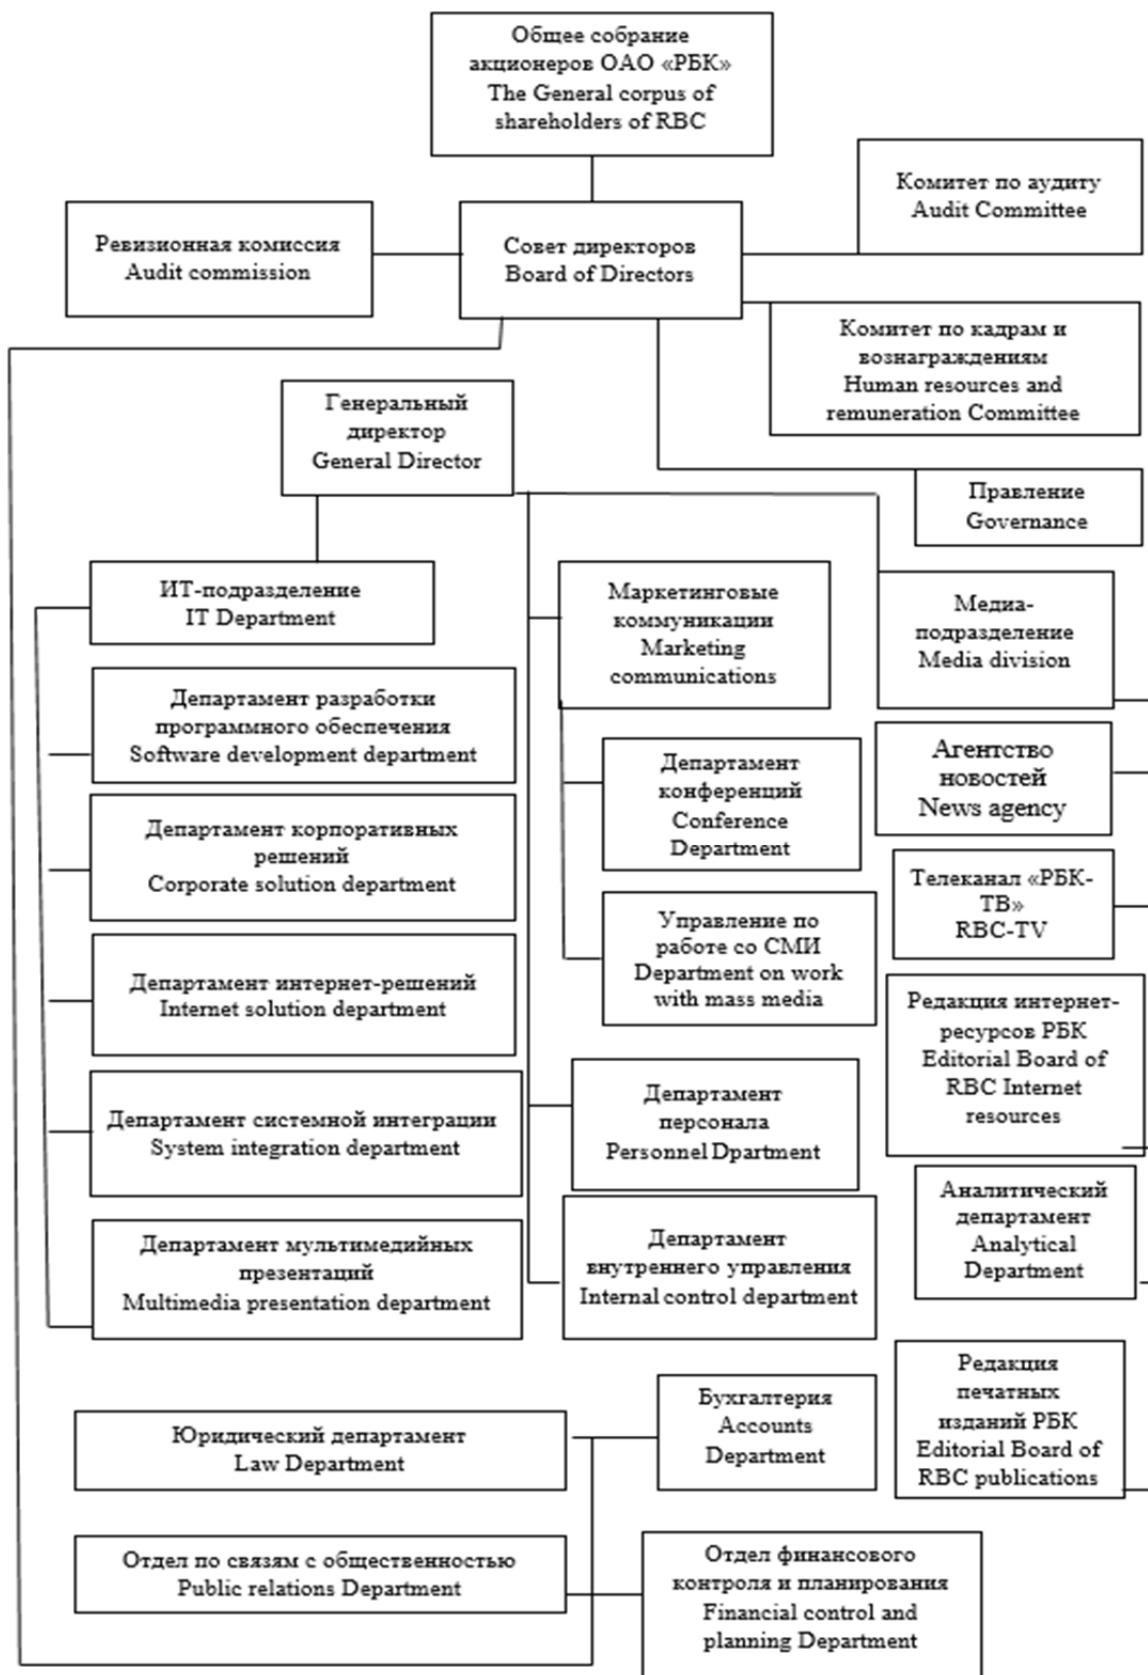 Общее собрание
акционеров ОАО «РБК»
The General corpus of
shareholders of RBC
Комитет по аудиту
Audit Committee
Ревизионная комиссия
Audit commission
Совет директоров
Board of Directors
Комитет по кадрам и
вознаграждениям
Human resources and
remuneration Committee
Генеральный
директор
General Director
Правление
Governance
ИТ-подразделение
IT Department
Маркетинговые
коммуникации
Marketing
communications
Медиа-
подразделение
Media division
Департамент разработки
программного обеспечения
Software development department
Департамент
конференций
Conference
Department
Агентство
новостей
News agency
Департамент корпоративных
решений
Corporate solution department
Телеканал «РБК-
ТВ»
RBC-TV
Управление по
работе со СМИ
Department on work
with mass media
Департамент интернет-решений
Internet solution department
Редакция интернет-
ресурсов РБК
Editorial Board of
RBC Internet
resources
Департамент системной интеграции
System integration department
Департамент
персонала
Personnel Dpartment
Аналитический
департамент
Analytical
Department
Департамент мультимедийных
презентаций
Multimedia presentation department
Департамент
внутреннего управления
Internal control department
Редакция
печатных
изданий РБК
Editorial Board of
RBC publications
Юридический департамент
Law Department
Бухгалтерия
Accounts
Department
Отдел по связям с общественностью
Public relations Department
Отдел финансового
контроля и планирования
Financial control and
planning Department